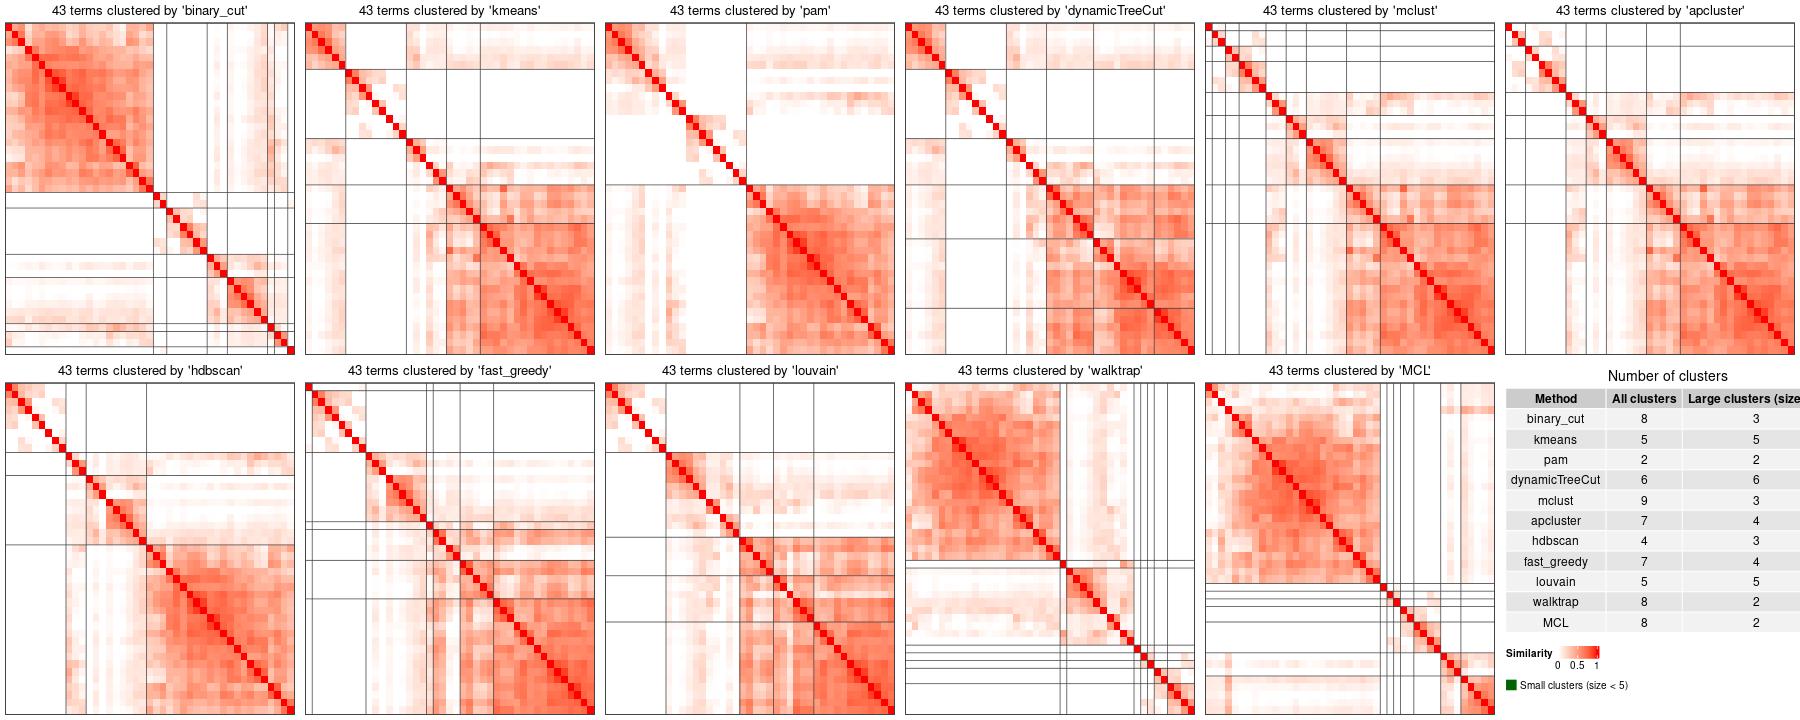 43 terms clustered by 'binary_cut'
43 terms clustered by 'kmeans'
43 terms clustered by 'pam'
43 terms clustered by 'dynamicTreeCut'
43 terms clustered by 'mclust'
43 terms clustered by 'apcluster'
43 terms clustered by 'hdbscan'
43 terms clustered by 'fast_greedy'
43 terms clustered by 'louvain'
43 terms clustered by 'walktrap'
43 terms clustered by 'MCL'
Number of clusters
Method All clusters Large clusters (size
binary_cut 8 3
kmeans 5 5
pam 2 2
dynamicTreeCut 6 6
mclust 9 3
apcluster 7 4
hdbscan 4 3
fast_greedy 7 4
louvain 5 5
walktrap 8 2
MCL 8 2
Similarity
0 0.5 1
Small clusters (size < 5)